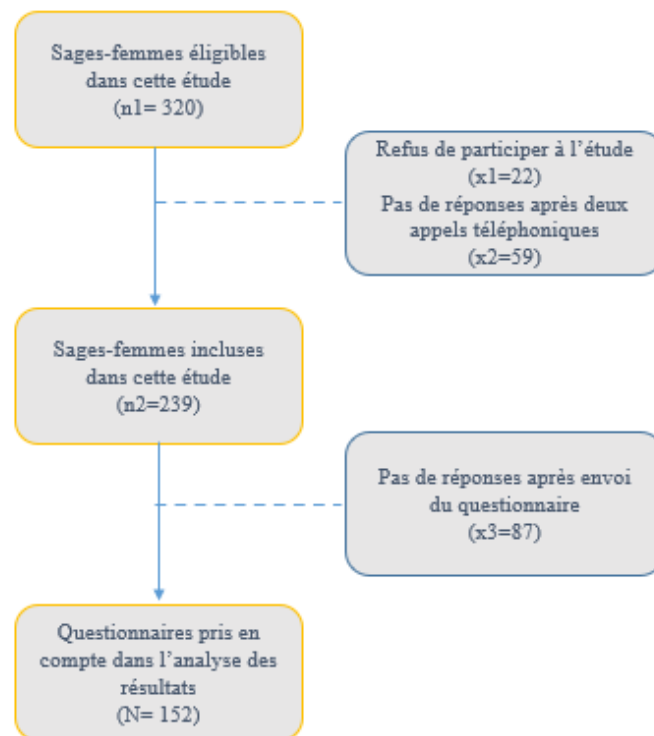 Sages-femmes éligibles
dans cette étude
(n1= 320)
Refus de participer à l’étude
(x1=22)
Pas de réponses après deux
appels téléphoniques
(x2=59)
Sages-femmes incluses
dans cette étude
(n2=239)
Pas de réponses après envoi
du questionnaire
(x3=87)
Questionnaires pris en
compte dans l’analyse des
résultats
(N= 152)